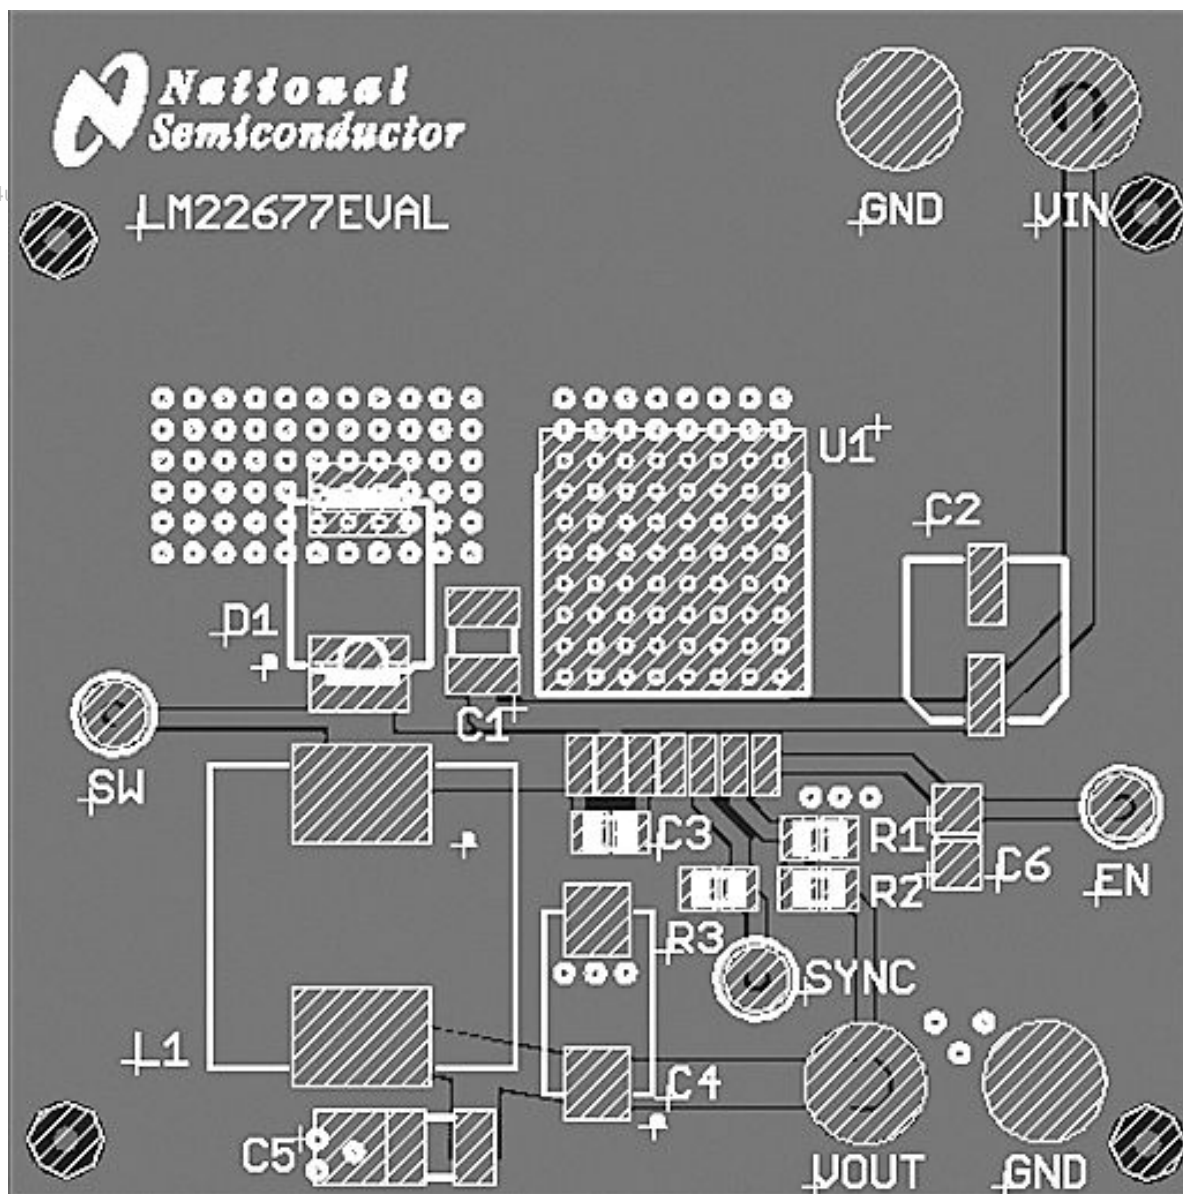 National
Semiconductor
LM22677EVAL
GND
VIN
U1
C2
D1
C1
SW
C3
R1
R2
C6
EN
R3
SYNC
L1
C4
C5
VOUT
GND